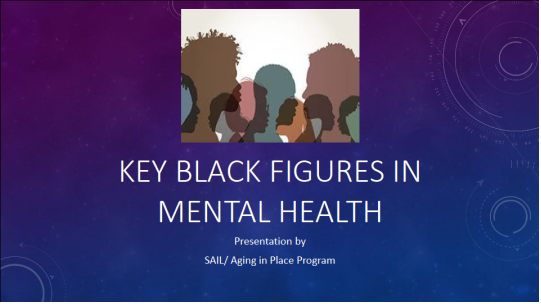 KEY BLACK FIGURES IN
MENTAL HEALTH
Presentation by
SAIL/ Aging in Place Program